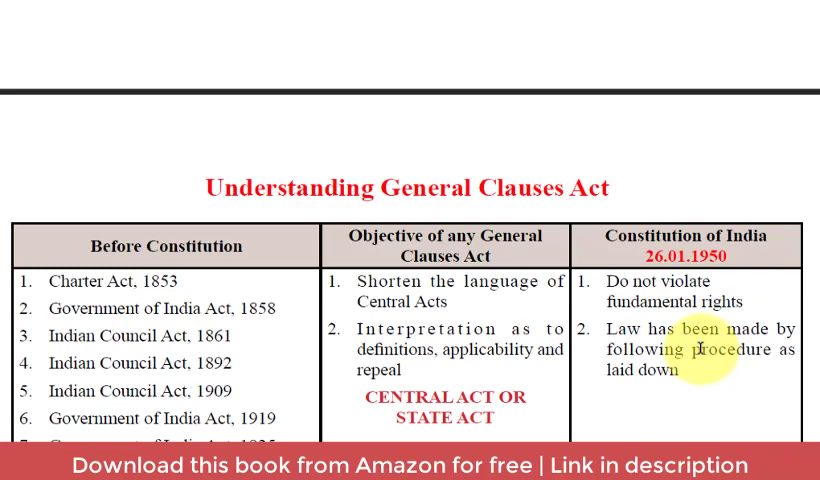 Understanding General Clauses Act
Before Constitution
Objective of any General
Clauses Act
Constitution of India
26.01.1950
1. Charter Act, 1853
2. Government of India Act, 1858
3. Indian Council Act, 1861
4. Indian Council Act, 1892
5. Indian Council Act, 1909
6. Government of India Act, 1919
1. Shorten the language of
Central Acts
2. Interpretation as to
definitions, applicability and
repeal
CENTRAL ACT OR
STATE ACT
1. Do not violate
fundamental rights
2. Law has been made by
following procedure as
laid down
Download this book from Amazon for free | Link in description